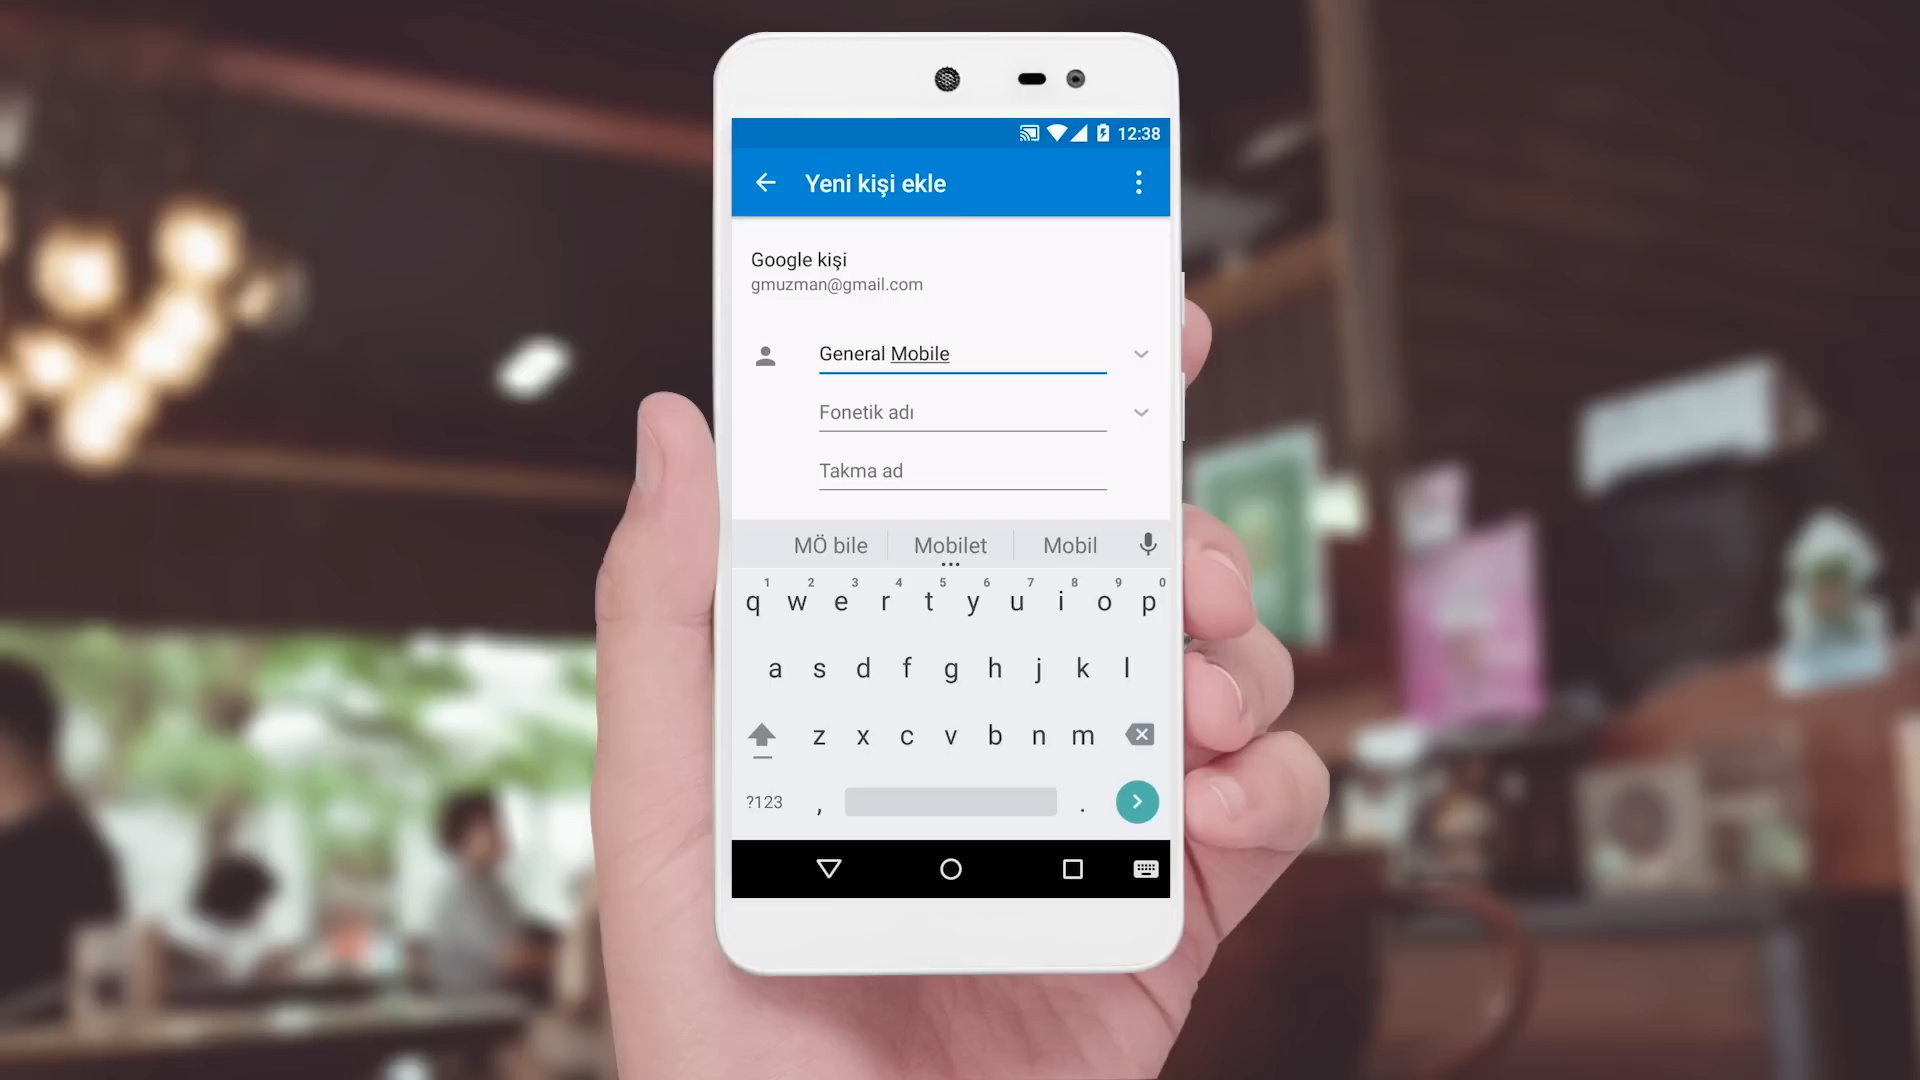 12:38
Yeni kişi ekle
Google kişi
gmuzman@gmail.com
General Mobile
Fonetik adı
Takma ad
MÖ bile Mobilet Mobil
1 2 3 4 5 6 7 8 9 0
q w e r t y u i o p
a s d f g h j k l
z x c v b n m
?123 , .